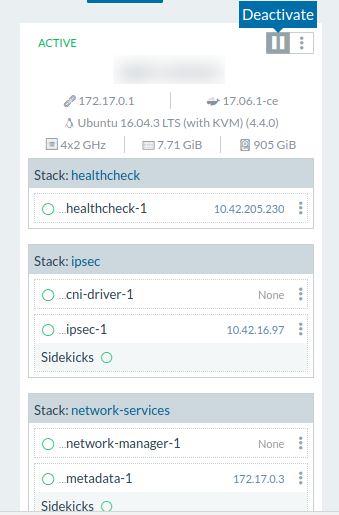 Deactivate
ACTIVE
172.17.0.1 17.06.1-ce
Ubuntu 16.04.3 LTS (with KVM) (4.4.0)
4x2 GHz 7.71 GiB 905 GiB
Stack: healthcheck
...healthcheck-1 10.42.205.230
Stack: ipsec
...cni-driver-1 None
...ipsec-1 10.42.16.97
Sidekicks
Stack: network-services
...network-manager-1 None
...metadata-1 172.17.0.3
Sidekicks